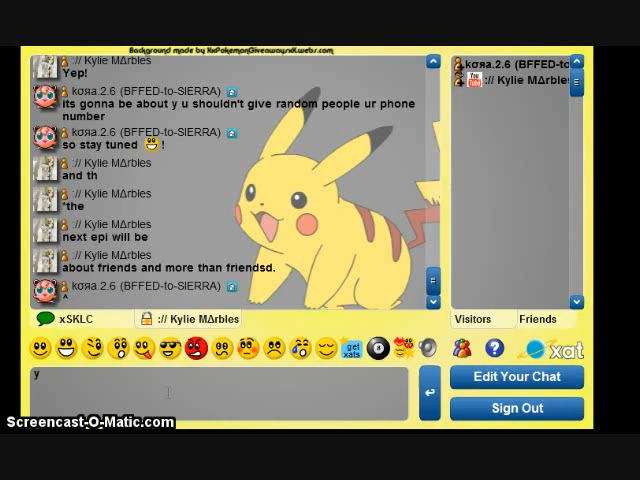 Background made by XxPokemonGiveawaysxX.webs.com
:// Kylie MΔrbles
Yep!
kσяa.2.6 (BFFED-to-SIERRA)
its gonna be about y u shouldn't give random people ur phone
number
kσяa.2.6 (BFFED-to-SIERRA)
so stay tuned !
:// Kylie MΔrbles
and th
:// Kylie MΔrbles
*the
:// Kylie MΔrbles
next epi will be
:// Kylie MΔrbles
about friends and more than friendsd.
kσяa.2.6 (BFFED-to-SIERRA)
^
kσяa.2.6 (BFFED-to
You Tube :// Kylie MΔrbles
xSKLC
:// Kylie MΔrbles
Visitors
Friends
get xats
8
?
xat
y
Edit Your Chat
Sign Out
Screencast-O-Matic.com